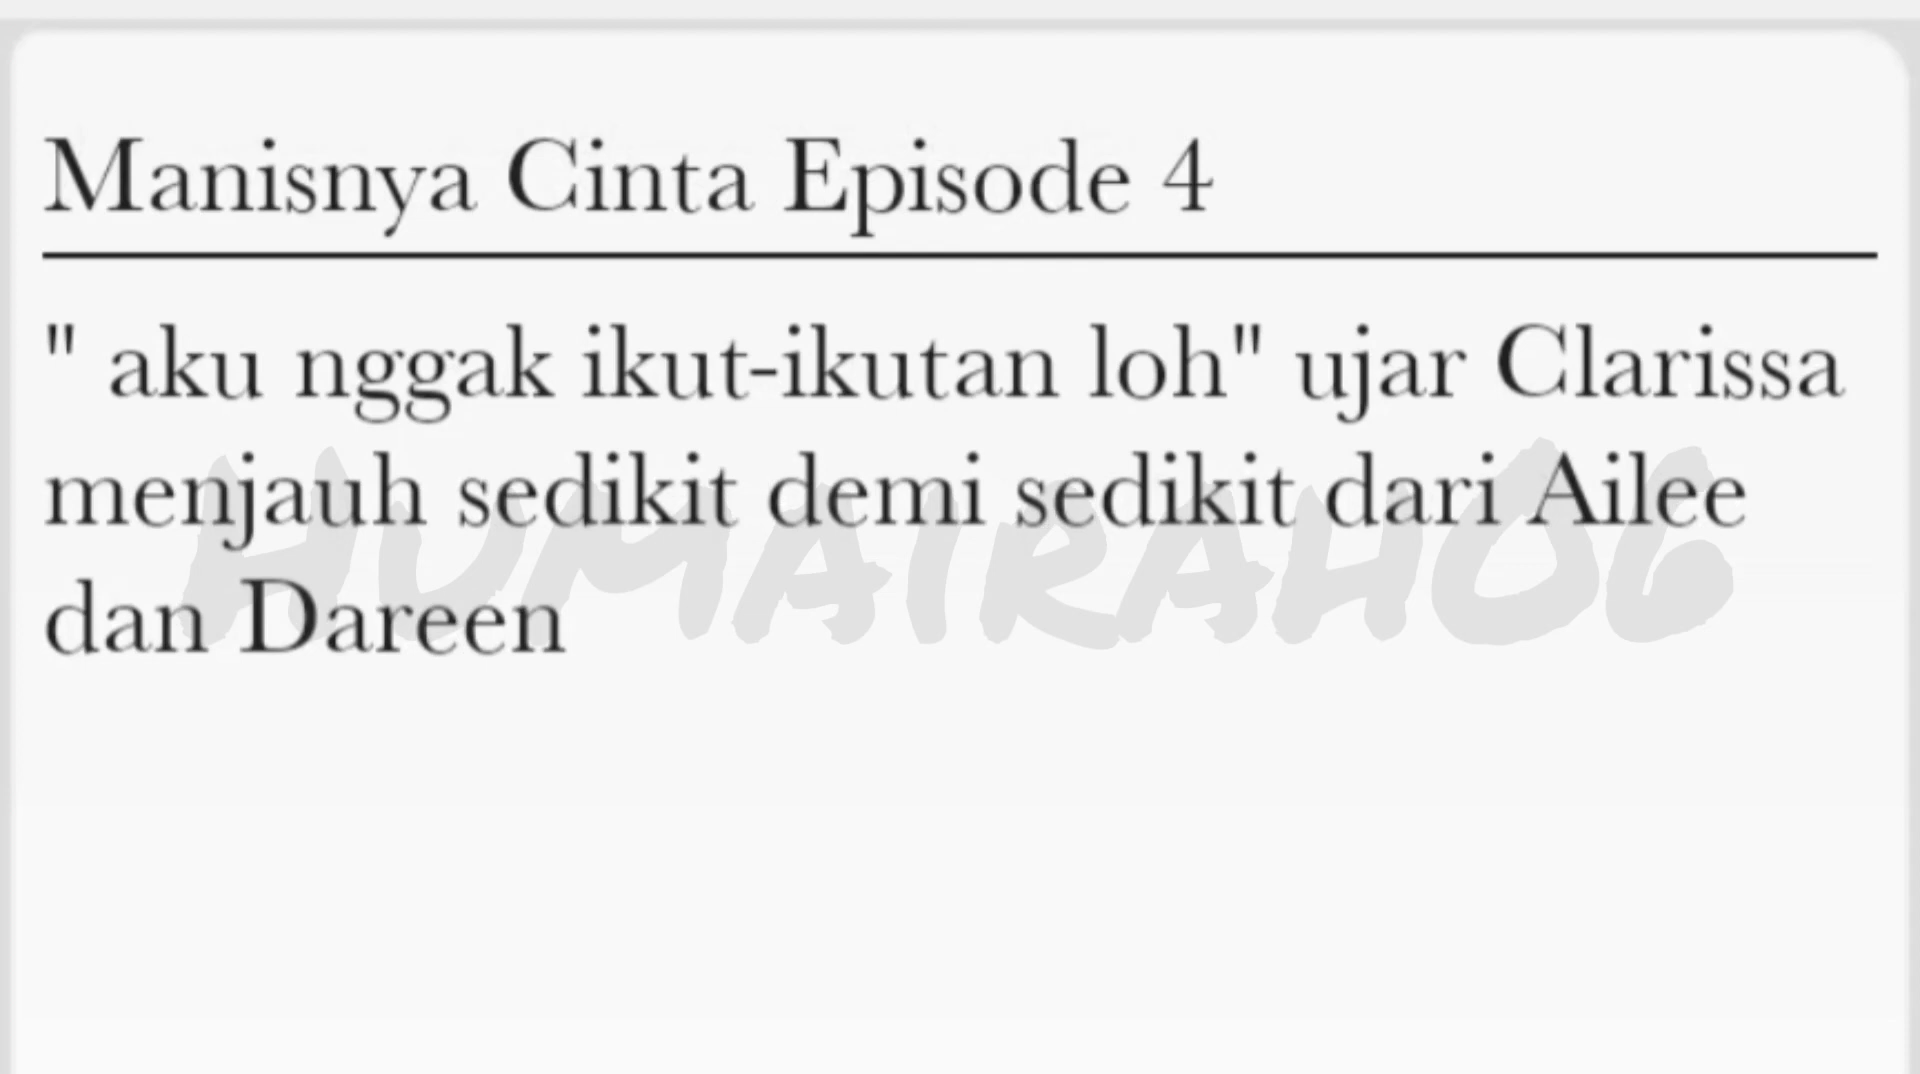 Manisnya Cinta Episode 4
" aku nggak ikut-ikutan loh" ujar Clarissa
menjauh sedikit demi sedikit dari Ailee
dan Dareen
HUMAIRAH06